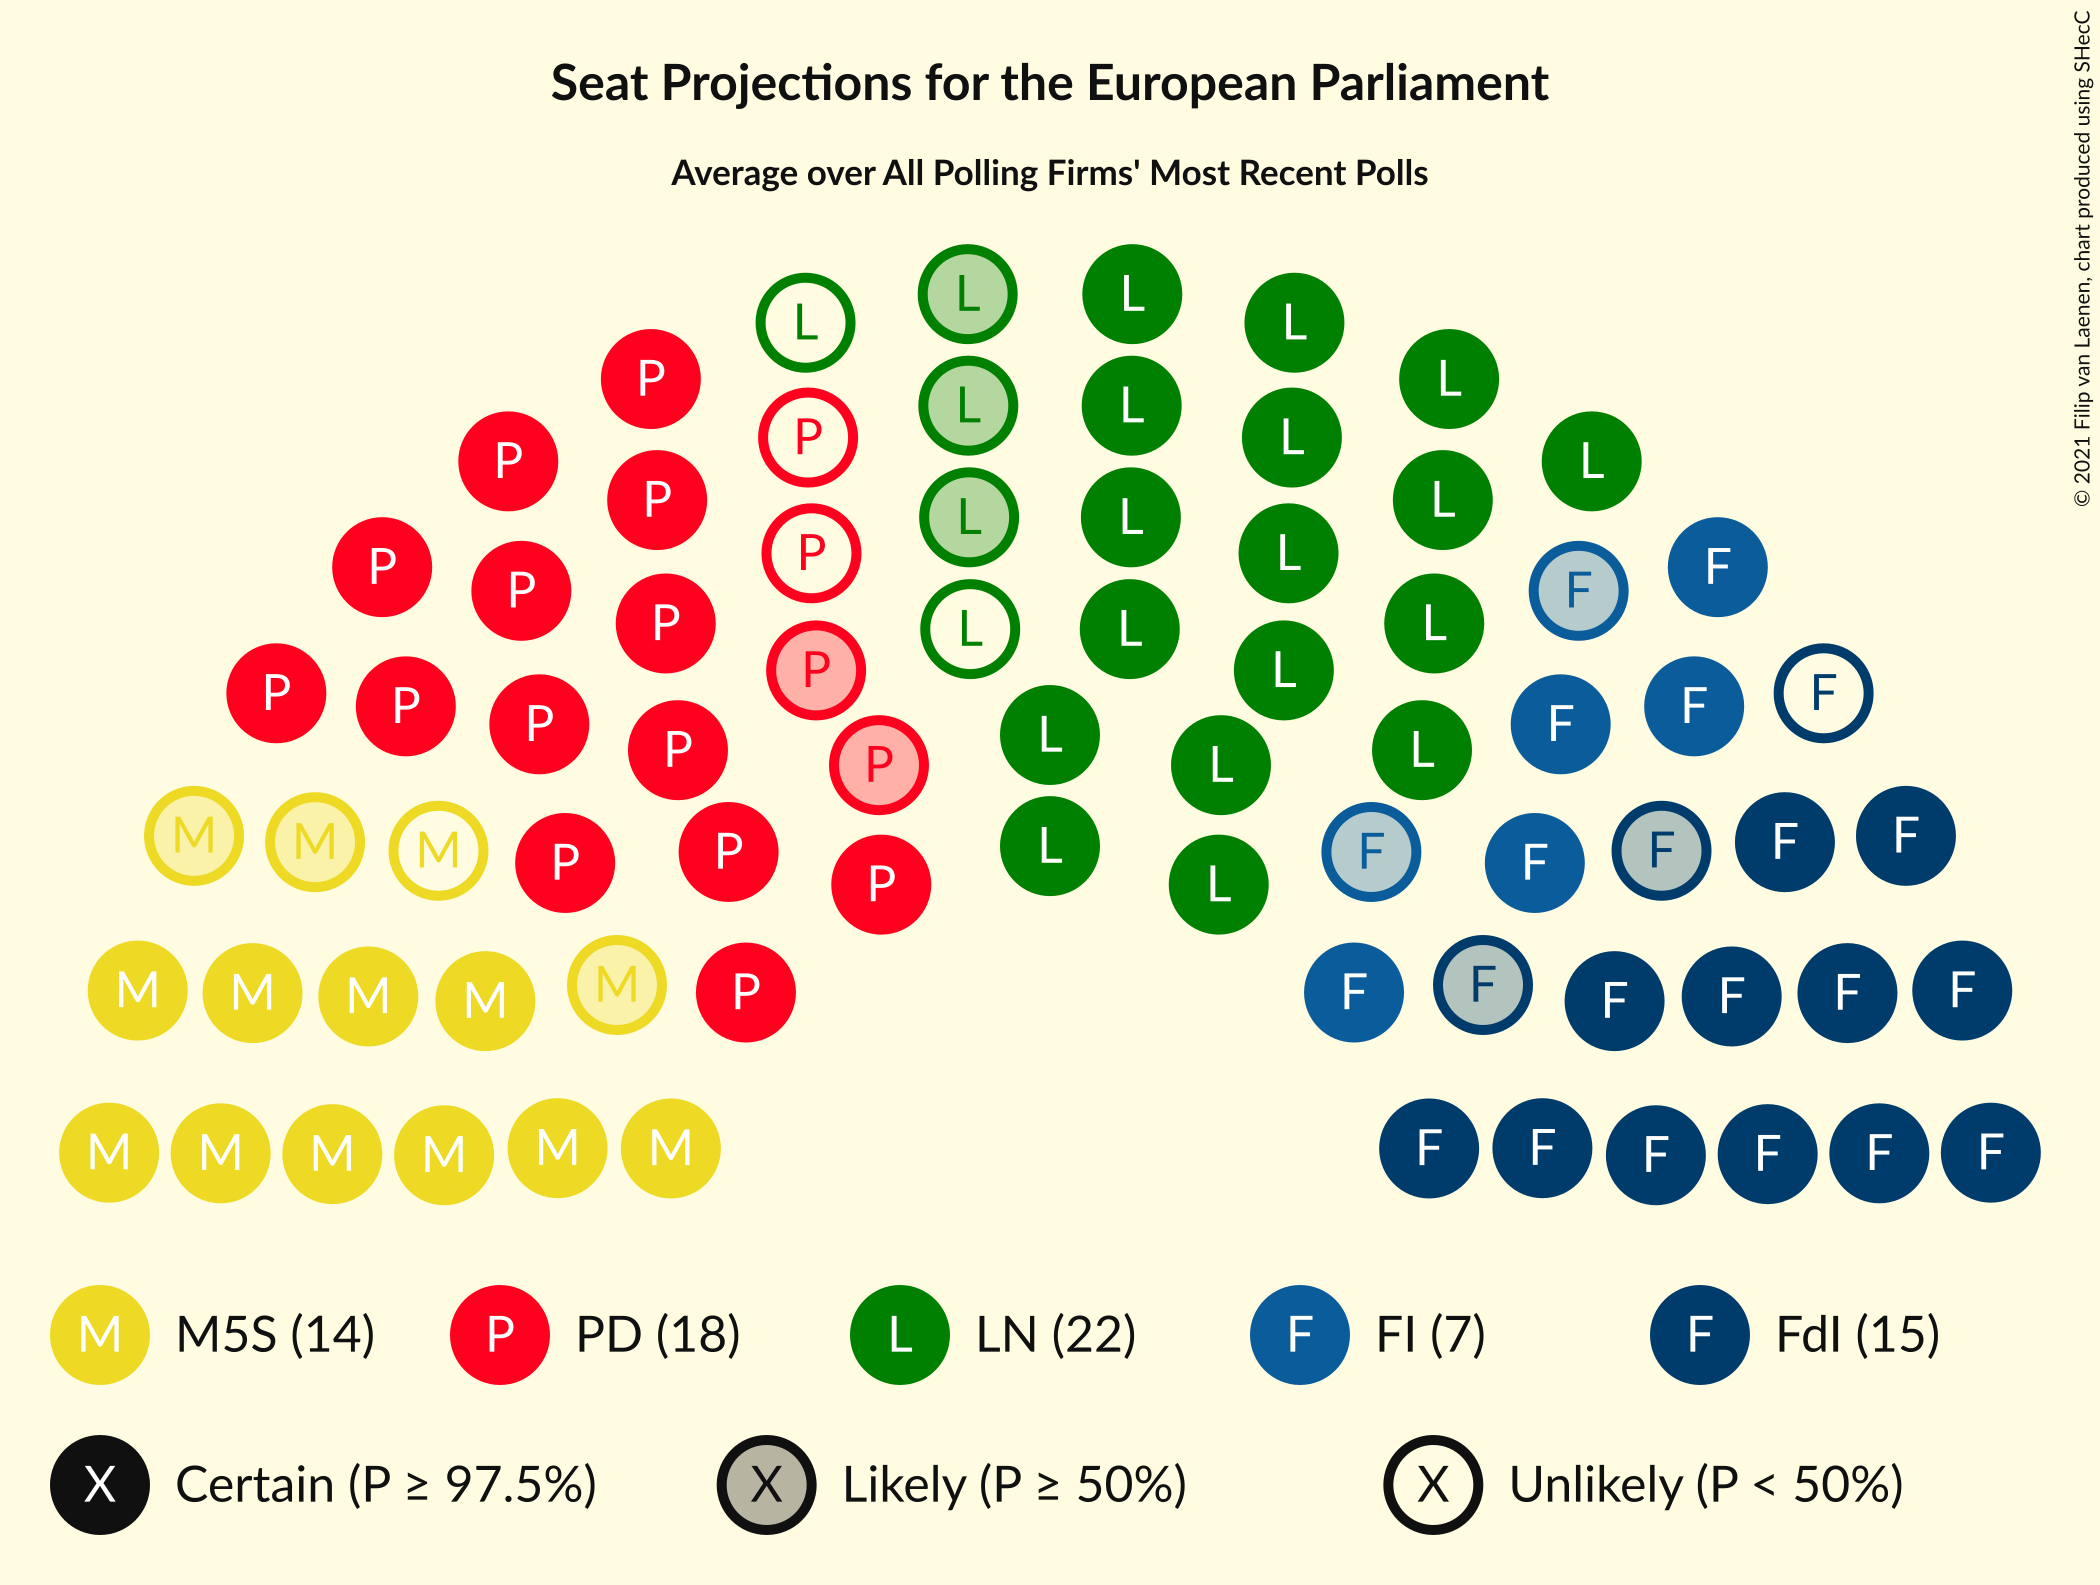 Seat Projections for the European Parliament
Average over All Polling Firms' Most Recent Polls
© 2021 Filip van Laenen, chart produced using SHecC
L L
L L
P L
P L L
P P L L
P L
P L L
P P L L
P P F F
P L L
P P L L
P P F F F
P P L L
P P F F
P L
P L L
M M M P P F F F F F
P L L
M M M M M P F F F F F F
M M M M M M F F F F F F
M M5S (14) P PD (18) L LN (22) F FI (7) F FdI (15)
X Certain (P ≥ 97.5%) X Likely (P ≥ 50%) X Unlikely (P < 50%)